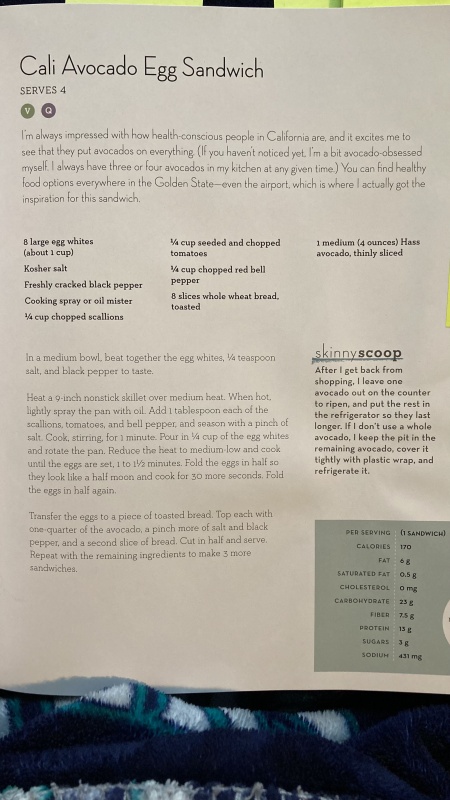 Cali Avocado Egg Sandwich
SERVES 4
V Q
I'm always impressed with how health-conscious people in California are, and it excites me to
see that they put avocados on everything. (If you haven't noticed yet, I'm a bit avocado-obsessed
myself. I always have three or four avocados in my kitchen at any given time.) You can find healthy
food options everywhere in the Golden State—even the airport, which is where I actually got the
inspiration for this sandwich.
8 large egg whites
(about 1 cup)
Kosher salt
Freshly cracked black pepper
Cooking spray or oil mister
¼ cup chopped scallions
¼ cup seeded and chopped
tomatoes
¼ cup chopped red bell
pepper
8 slices whole wheat bread,
toasted
1 medium (4 ounces) Hass
avocado, thinly sliced
In a medium bowl, beat together the egg whites, ¼ teaspoon
salt, and black pepper to taste.
Heat a 9-inch nonstick skillet over medium heat. When hot,
lightly spray the pan with oil. Add 1 tablespoon each of the
scallions, tomatoes, and bell pepper, and season with a pinch of
salt. Cook, stirring, for 1 minute. Pour in ¼ cup of the egg whites
and rotate the pan. Reduce the heat to medium-low and cook
until the eggs are set, 1 to 1½ minutes. Fold the eggs in half so
they look like a half moon and cook for 30 more seconds. Fold
the eggs in half again.
Transfer the eggs to a piece of toasted bread. Top each with
one-quarter of the avocado, a pinch more of salt and black
pepper, and a second slice of bread. Cut in half and serve.
Repeat with the remaining ingredients to make 3 more
sandwiches.
skinnyscoop
After I get back from
shopping, I leave one
avocado out on the counter
to ripen, and put the rest in
the refrigerator so they last
longer. If I don't use a whole
avocado, I keep the pit in the
remaining avocado, cover it
tightly with plastic wrap, and
refrigerate it.
PER SERVING (1 SANDWICH)
CALORIES 170
FAT 6 g
SATURATED FAT 0.5 g
CHOLESTEROL 0 mg
CARBOHYDRATE 23 g
FIBER 7.5 g
PROTEIN 13 g
SUGARS 3 g
SODIUM 431 mg